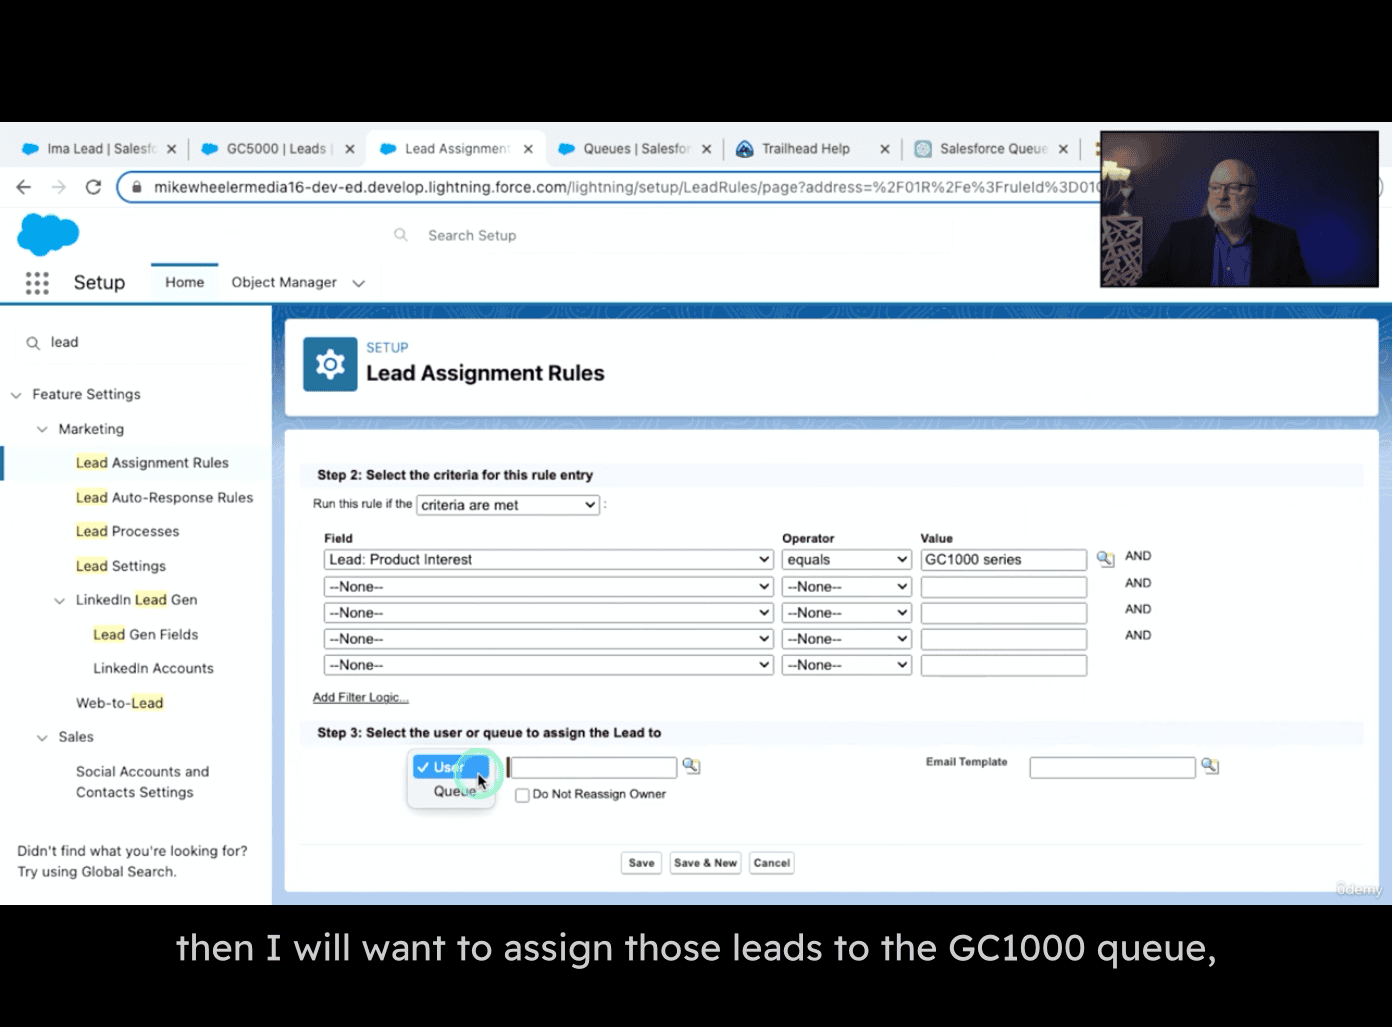 Ima Lead | Salesfo
GC5000 | Leads |
Lead Assignment
Queues | Salesfor
Trailhead Help
Salesforce Queue
mikewheelermedia16-dev-ed.develop.lightning.force.com/lightning/setup/LeadRules/page?address=%2F01R%2Fe%3FruleId%3D01
Search Setup
Setup
Home
Object Manager
lead
Feature Settings
Marketing
Lead Assignment Rules
Lead Auto-Response Rules
Lead Processes
Lead Settings
LinkedIn Lead Gen
Lead Gen Fields
LinkedIn Accounts
Web-to-Lead
Sales
Social Accounts and
Contacts Settings
Didn't find what you're looking for?
Try using Global Search.
SETUP
Lead Assignment Rules
Step 2: Select the criteria for this rule entry
Run this rule if the criteria are met :
Field Operator Value
Lead: Product Interest equals GC1000 series AND
--None-- --None-- AND
--None-- --None-- AND
--None-- --None-- AND
--None-- --None--
Add Filter Logic...
Step 3: Select the user or queue to assign the Lead to
User
Queue
Do Not Reassign Owner
Email Template
Save Save & New Cancel
Udemy
then I will want to assign those leads to the GC1000 queue,